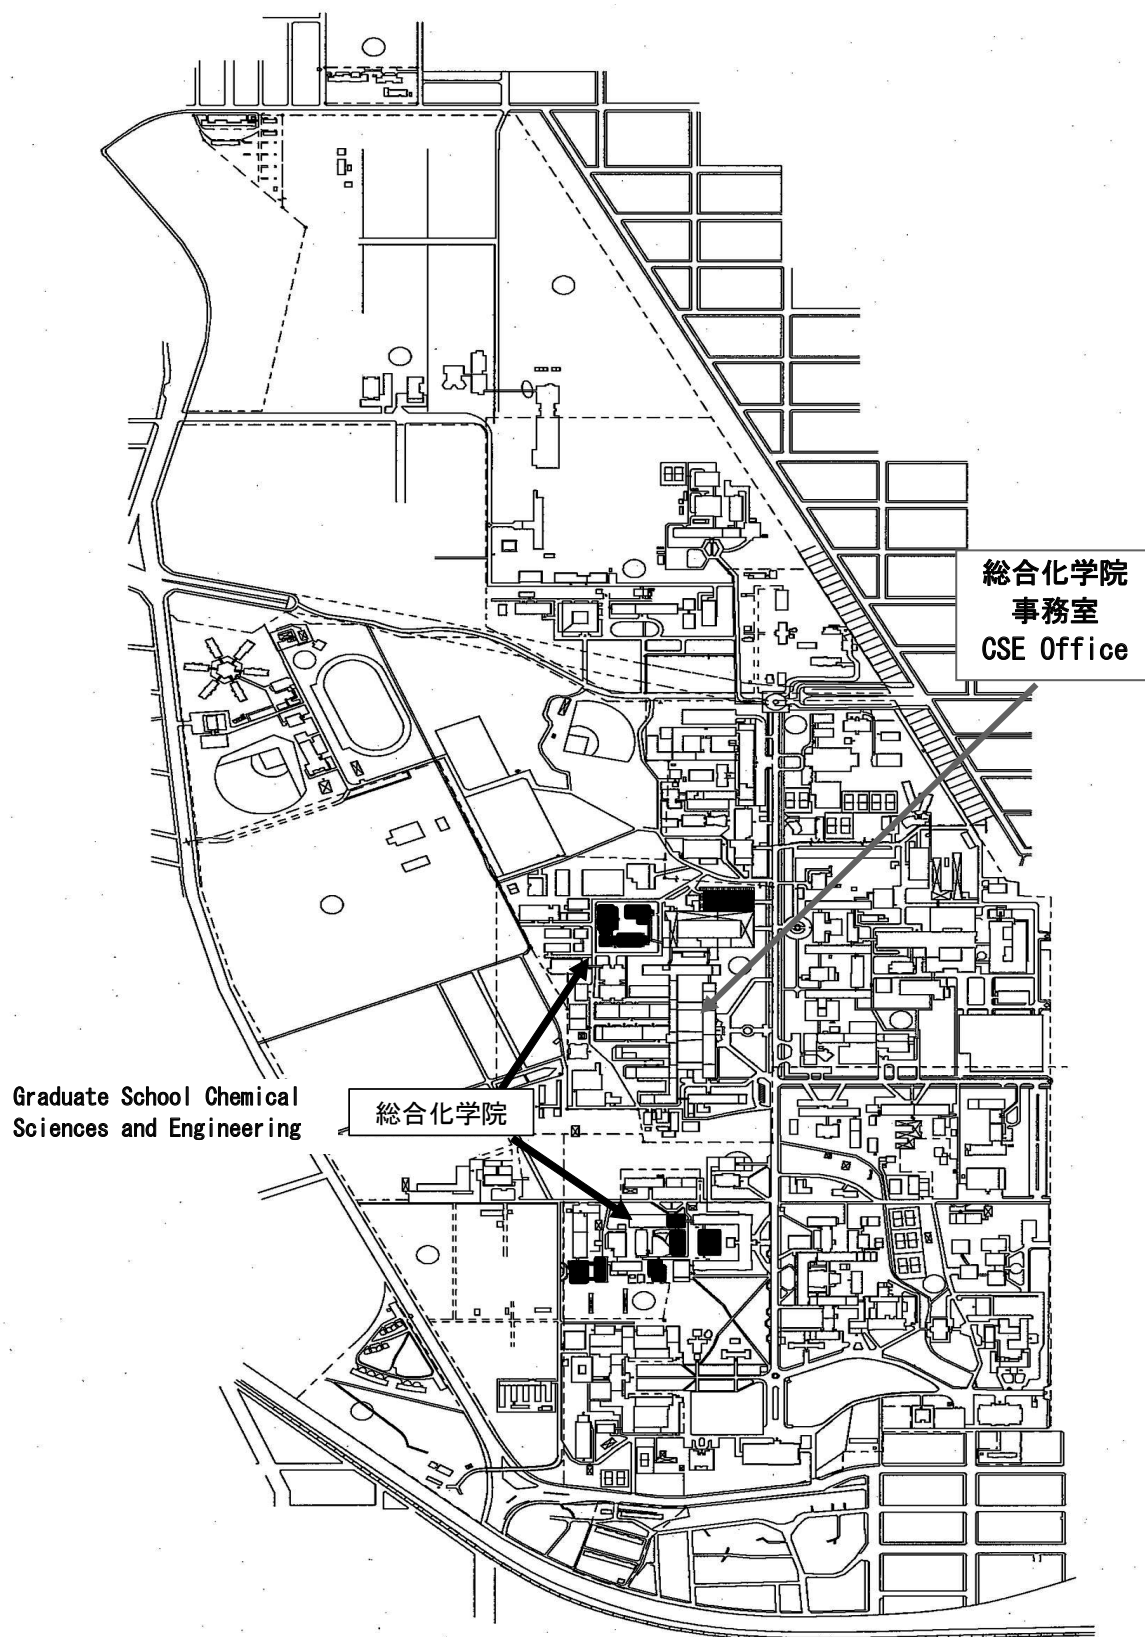 総合化学院
事務室
CSE Office
Graduate School Chemical
Sciences and Engineering
総合化学院